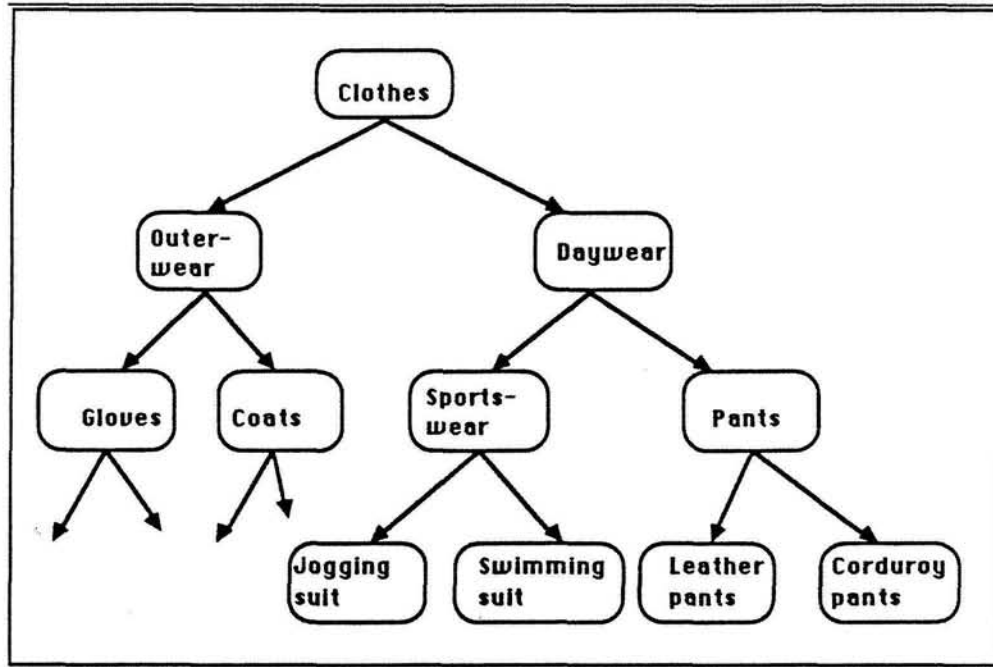 Clothes
Outer-
wear
Daywear
Gloves
Coats
Sports-
wear
Pants
Jogging
suit
Swimming
suit
Leather
pants
Corduroy
pants